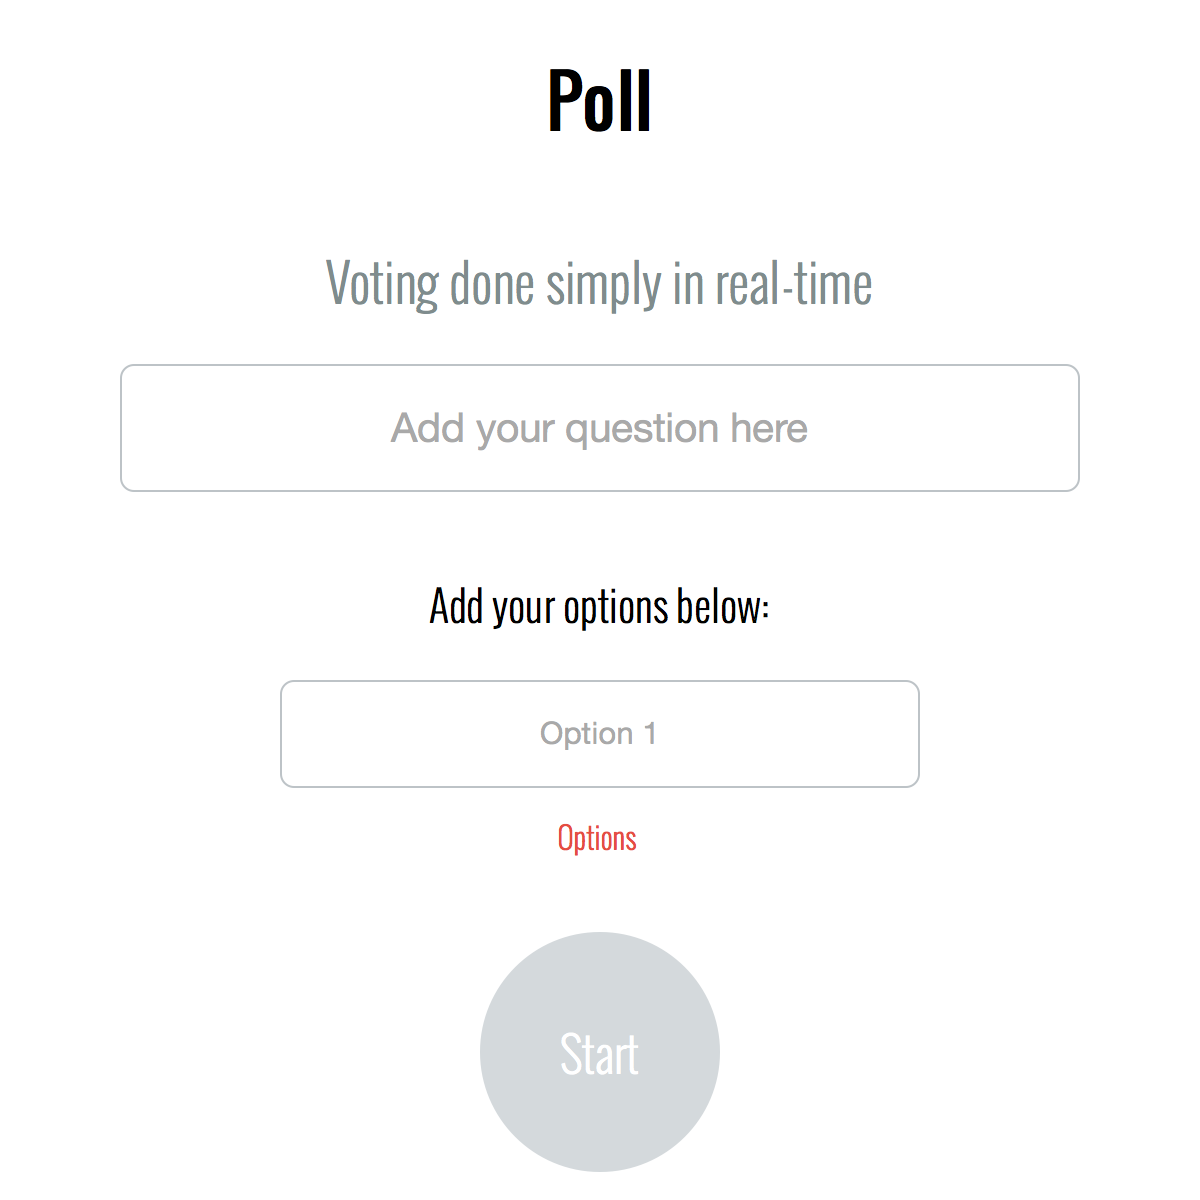 Poll
Voting done simply in real-time
Add your question here
Add your options below:
Option 1
Options
Start